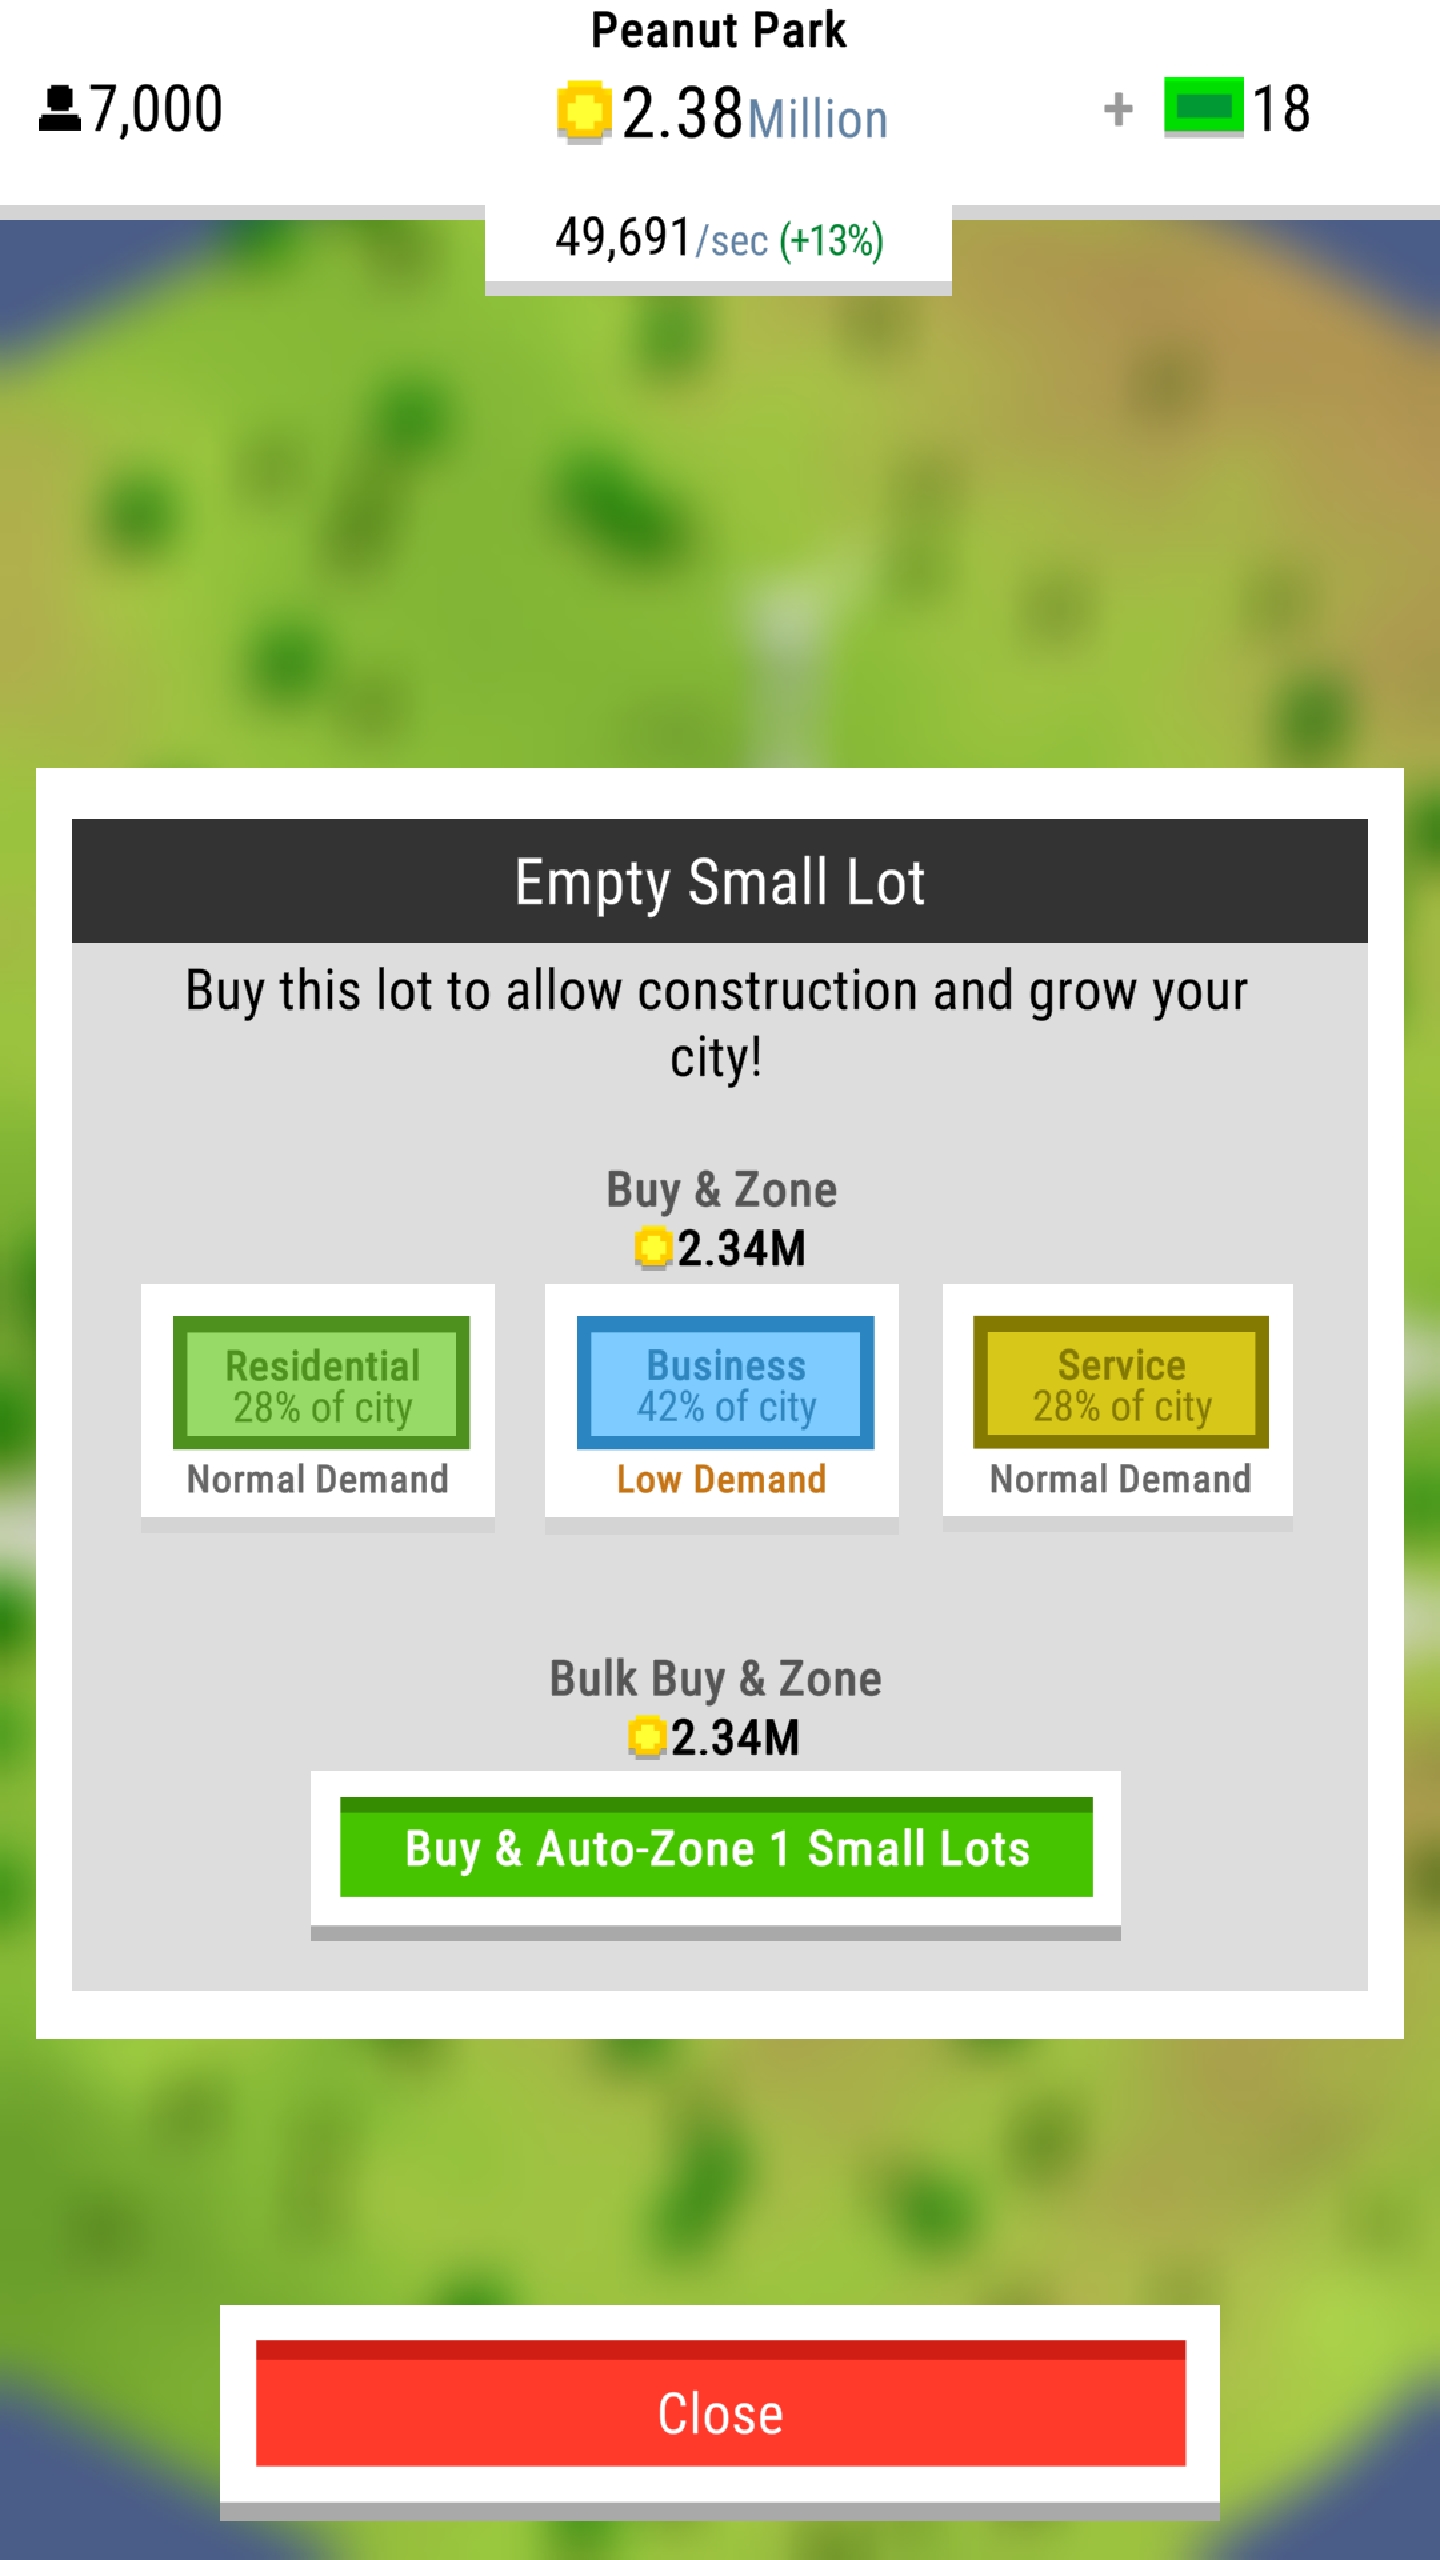 Peanut Park
7,000
2.38Million
+ 18
49,691/sec (+13%)
Empty Small Lot
Buy this lot to allow construction and grow your
city!
Buy & Zone
2.34M
Residential
28% of city
Normal Demand
Business
42% of city
Low Demand
Service
28% of city
Normal Demand
Bulk Buy & Zone
2.34M
Buy & Auto-Zone 1 Small Lots
Close